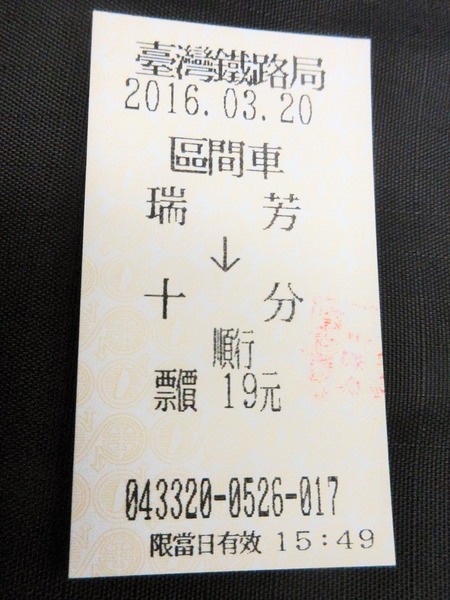 臺灣鐵路局
2016.03.20
區間車
瑞 芳
↓
十 分
順行
票價 19元
043320-0526-017
限當日有效 15:49